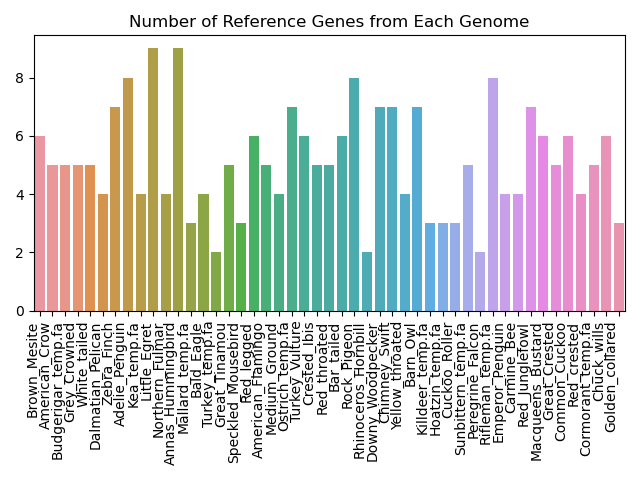 Number of Reference Genes from Each Genome
8
6
4
2
0
Brown_Mesite
American_Crow
Budgerigar_temp.fa
Grey_Crowned
White_tailed
Dalmatian_Pelican
Zebra_Finch
Adelie_Penguin
Kea_temp.fa
Little_Egret
Northern_Fulmar
Annas_Hummingbird
Mallard_temp.fa
Bald_Eagle
Turkey_temp.fa
Great_Tinamou
Speckled_Mousebird
Red_legged
American_Flamingo
Medium_Ground
Ostrich_temp.fa
Turkey_Vulture
Crested_Ibis
Red_throated
Bar_tailed
Rock_Pigeon
Rhinoceros_Hornbill
Downy_Woodpecker
Chimney_Swift
Yellow_throated
Barn_Owl
Killdeer_temp.fa
Hoatzin_temp.fa
Cuckoo_Roller
Sunbittern_temp.fa
Peregrine_Falcon
Rifleman_temp.fa
Emperor_Penguin
Carmine_Bee
Red_Junglefowl
Macqueens_Bustard
Great_Crested
Common_Cuckoo
Red_crested
Cormorant_temp.fa
Chuck_wills
Golden_collared